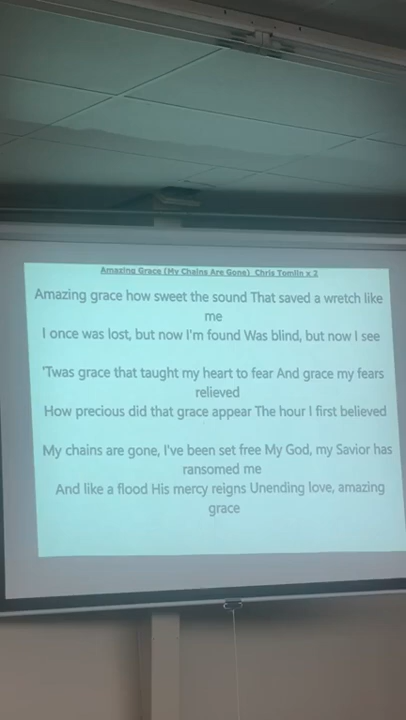 Amazing Grace (My Chains Are Gone) Chris Tomlin x 2
Amazing grace how sweet the sound That saved a wretch like
me
I once was lost, but now I'm found Was blind, but now I see
'Twas grace that taught my heart to fear And grace my fears
relieved
How precious did that grace appear The hour I first believed
My chains are gone, I've been set free My God, my Savior has
ransomed me
And like a flood His mercy reigns Unending love, amazing
grace